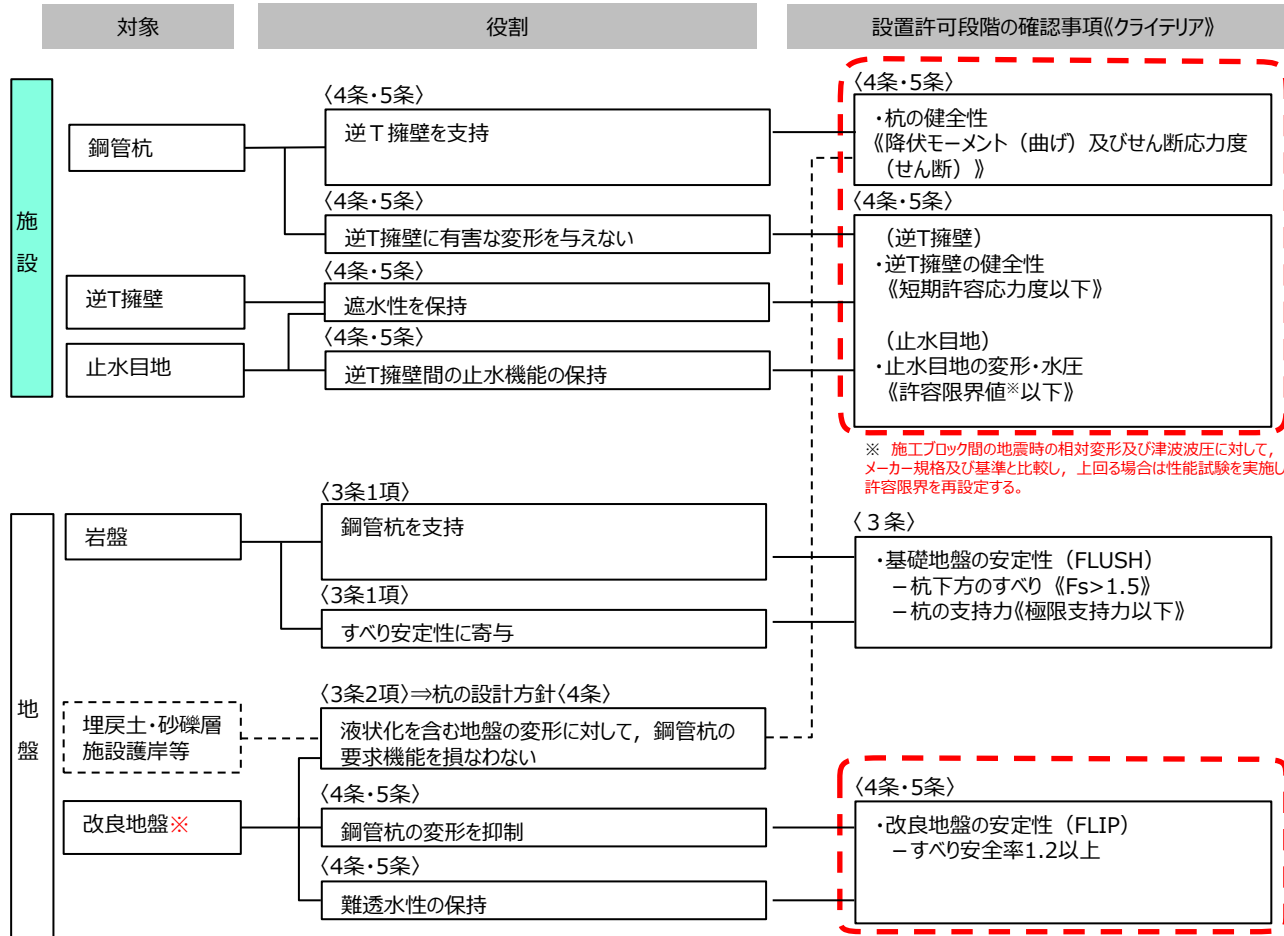 対象
役割
設置許可段階の確認事項《クライテリア》
施
設
鋼管杭
〈4条・5条〉
逆Ｔ擁壁を支持
〈4条・5条〉
・杭の健全性
《降伏モーメント（曲げ）及びせん断応力度
（せん断）》
〈4条・5条〉
逆T擁壁に有害な変形を与えない
〈4条・5条〉
（逆T擁壁）
・逆T擁壁の健全性
《短期許容応力度以下》
（止水目地）
・止水目地の変形・水圧
《許容限界値※以下》
逆T擁壁
〈4条・5条〉
遮水性を保持
止水目地
〈4条・5条〉
逆T擁壁間の止水機能の保持
※ 施工ブロック間の地震時の相対変形及び津波波圧に対して，
メーカー規格及び基準と比較し，上回る場合は性能試験を実施し
許容限界を再設定する。
地
盤
岩盤
〈3条1項〉
鋼管杭を支持
〈3条1項〉
すべり安定性に寄与
〈３条〉
・基礎地盤の安定性（FLUSH）
－杭下方のすべり《Fs>1.5》
－杭の支持力《極限支持力以下》
埋戻土・砂礫層
施設護岸等
〈3条2項〉⇒杭の設計方針〈4条〉
液状化を含む地盤の変形に対して，鋼管杭の
要求機能を損なわない
改良地盤※
〈4条・5条〉
鋼管杭の変形を抑制
〈4条・5条〉
難透水性の保持
〈4条・5条〉
・改良地盤の安定性（FLIP）
－すべり安全率1.2以上